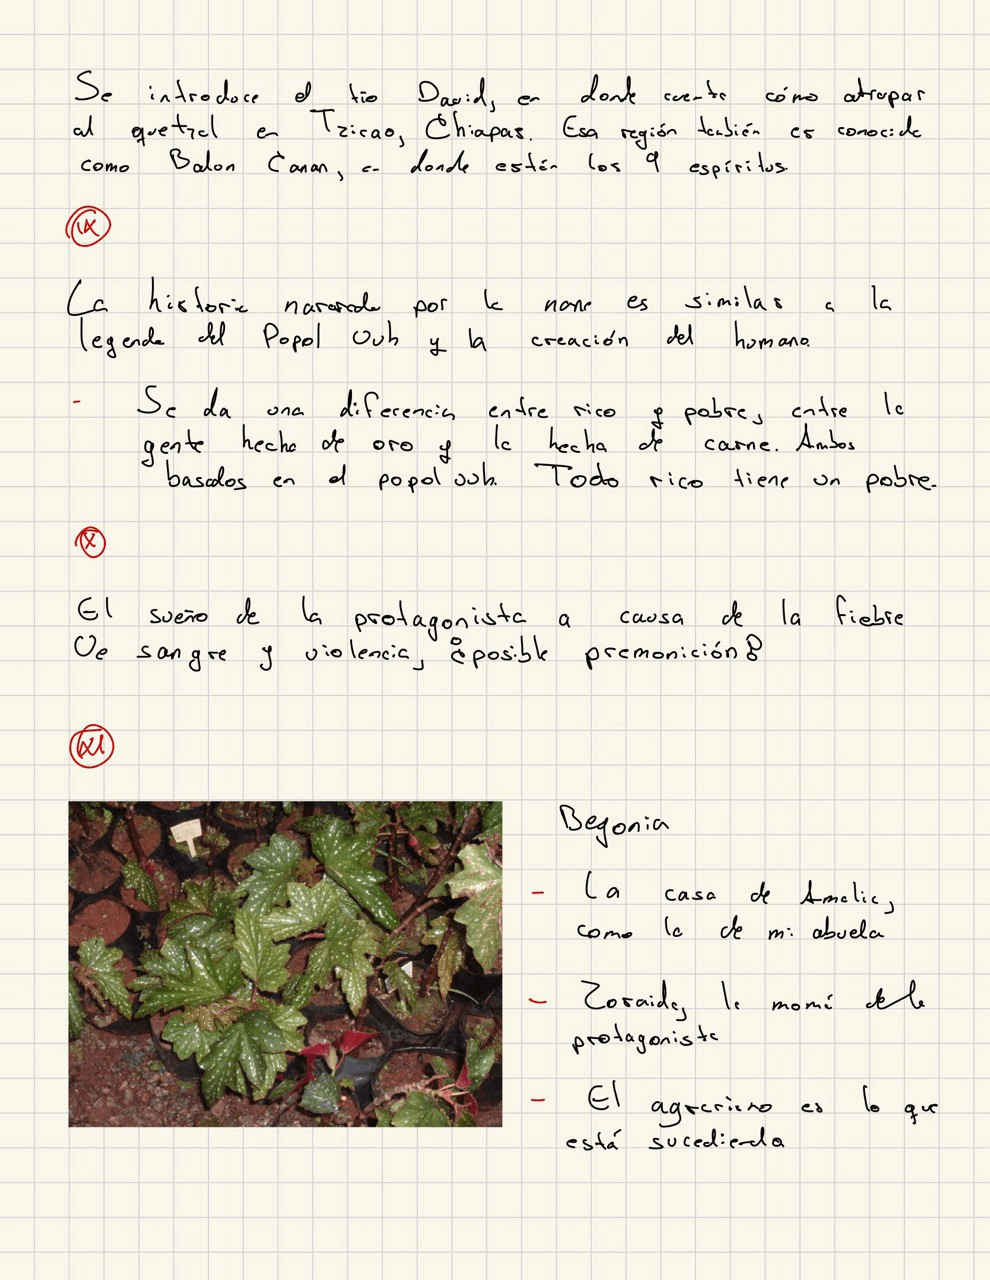 Se introduce el tío David, en donde cuenta cómo atrapar
al quetzal en Tzicao, Chiapas. Esa región también es conocida
como Balon Canan, en donde están los 9 espíritus.
IX
La historia nararada por la nana es similas a la
legenda del Popol Vuh y la creación del humano.
- Se da una diferencia entre rico y pobre, entre la
gente hecha de oro y la hecha de carne. Ambos
basados en el popol vuh. Todo rico tiene un pobre.
X
El sueño de la protagonista a causa de la fiebre
Ve sangre y violencia, ¿posible premonición?
XI
Begonia
- La casa de Amalia,
como la de mi abuela
- Zoraida, la mamá de la
protagonista
- El agrarismo es lo que
está sucediendo